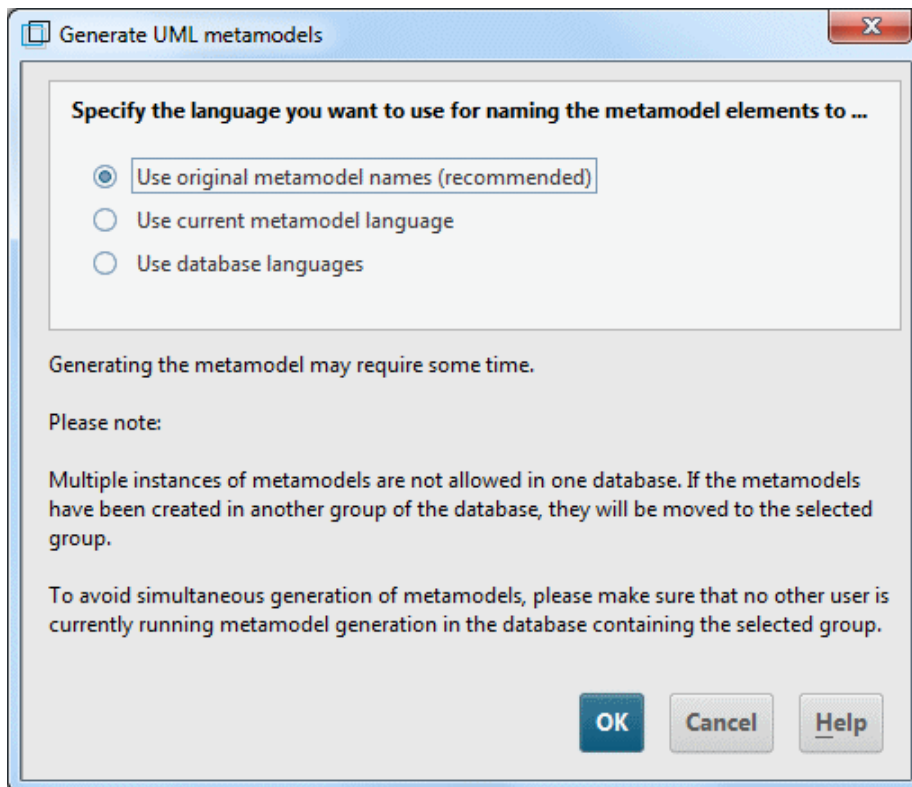 Generate UML metamodels
Specify the language you want to use for naming the metamodel elements to ...
Use original metamodel names (recommended)
Use current metamodel language
Use database languages
Generating the metamodel may require some time.
Please note:
Multiple instances of metamodels are not allowed in one database. If the metamodels
have been created in another group of the database, they will be moved to the selected
group.
To avoid simultaneous generation of metamodels, please make sure that no other user is
currently running metamodel generation in the database containing the selected group.
OK Cancel Help